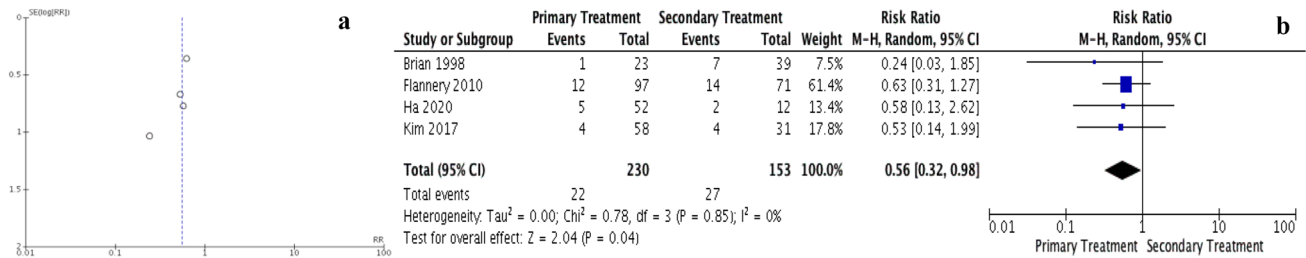 SE(log[RR])
a
0
0.5
1
1.5
2
0.01 0.1 1 10 100
RR
b
Primary Treatment Secondary Treatment Risk Ratio Risk Ratio
Study or Subgroup Events Total Events Total Weight M-H, Random, 95% CI M-H, Random, 95% CI
Brian 1998 1 23 7 39 7.5% 0.24 [0.03, 1.85]
Flannery 2010 12 97 14 71 61.4% 0.63 [0.31, 1.27]
Ha 2020 5 52 2 12 13.4% 0.58 [0.13, 2.62]
Kim 2017 4 58 4 31 17.8% 0.53 [0.14, 1.99]
Total (95% CI) 230 153 100.0% 0.56 [0.32, 0.98]
Total events 22 27
Heterogeneity: Tau² = 0.00; Chi² = 0.78, df = 3 (P = 0.85); I² = 0%
Test for overall effect: Z = 2.04 (P = 0.04)
0.01 0.1 1 10 100
Primary Treatment Secondary Treatment